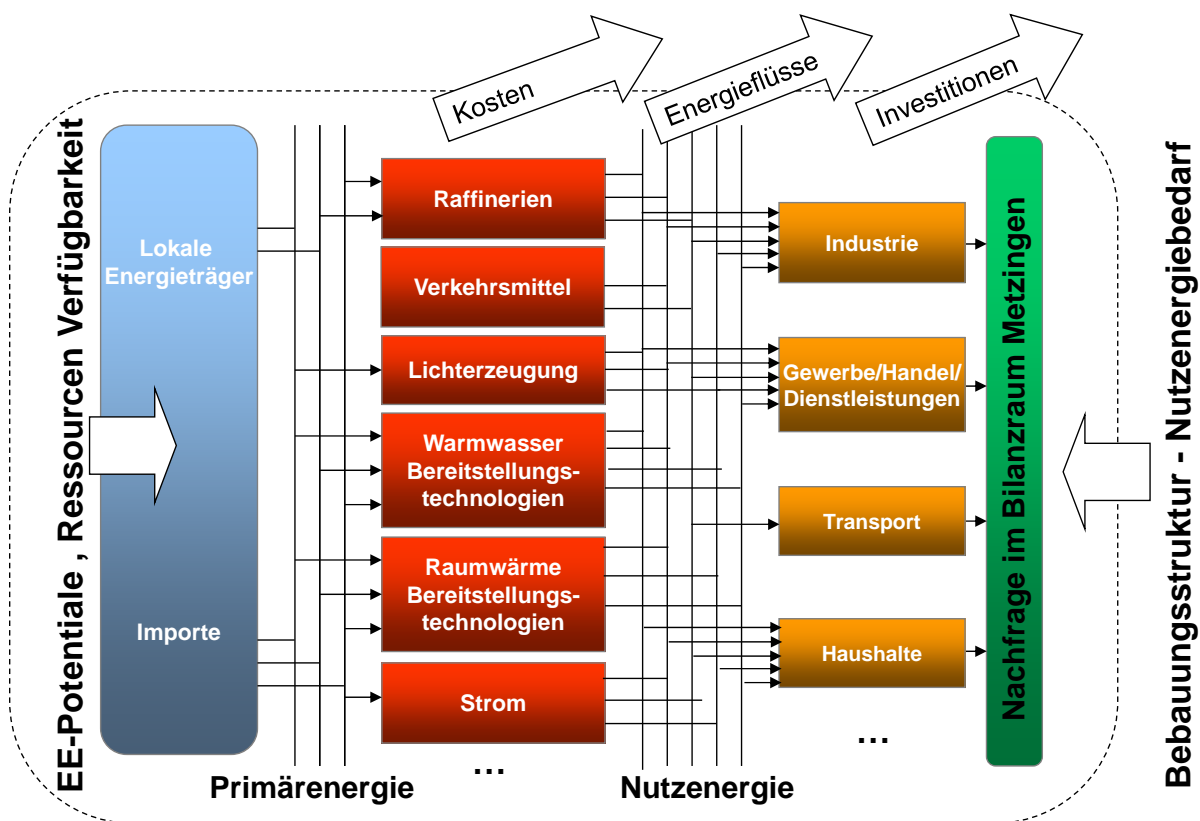 Kosten
Energieflüsse
Investitionen
EE-Potentiale , Ressourcen Verfügbarkeit
Lokale
Energieträger
Importe
Primärenergie
Raffinerien
Verkehrsmittel
Lichterzeugung
Warmwasser
Bereitstellungs-
technologien
Raumwärme
Bereitstellungs-
technologien
Strom
...
Nutzenergie
Industrie
Gewerbe/Handel/
Dienstleistungen
Transport
Haushalte
...
Nachfrage im Bilanzraum Metzingen
Bebauungsstruktur - Nutzenergiebedarf